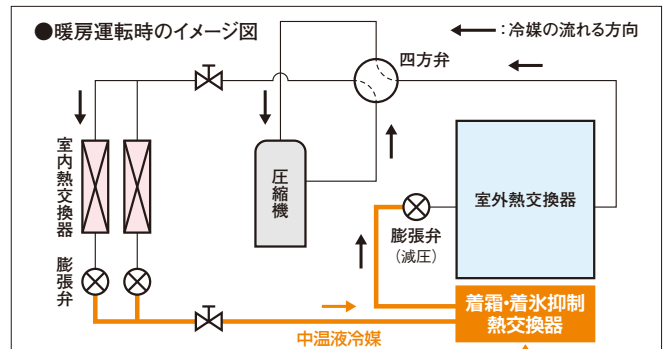 ●暖房運転時のイメージ図
:冷媒の流れる方向
四方弁
室内熱交換器
圧縮機
室外熱交換器
膨張弁
膨張弁
(減圧)
着霜・着氷抑制
熱交換器
中温液冷媒